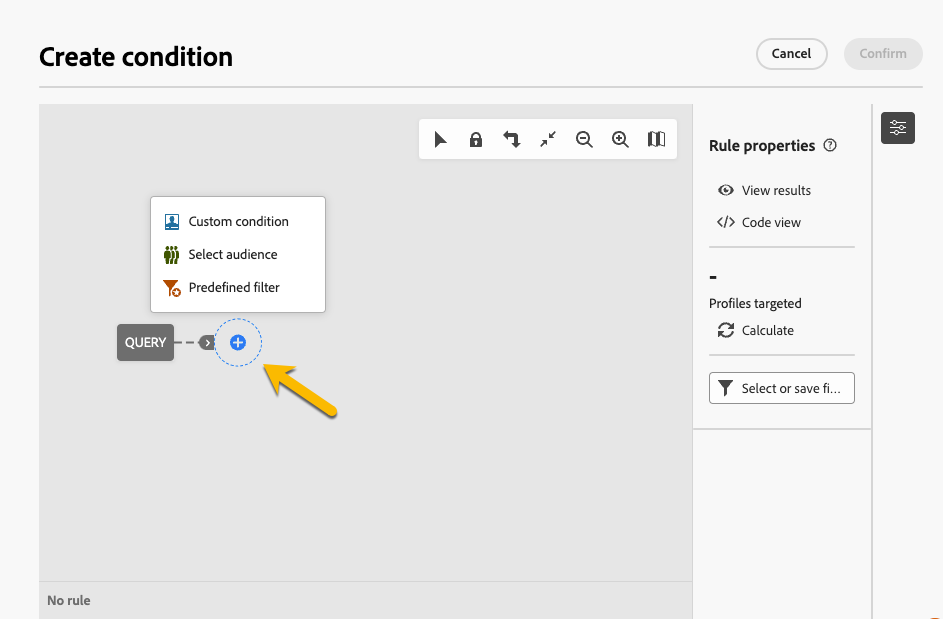 Create condition
Cancel
Confirm
Custom condition
Select audience
Predefined filter
QUERY
No rule
Rule properties
View results
Code view
-
Profiles targeted
Calculate
Select or save fi...